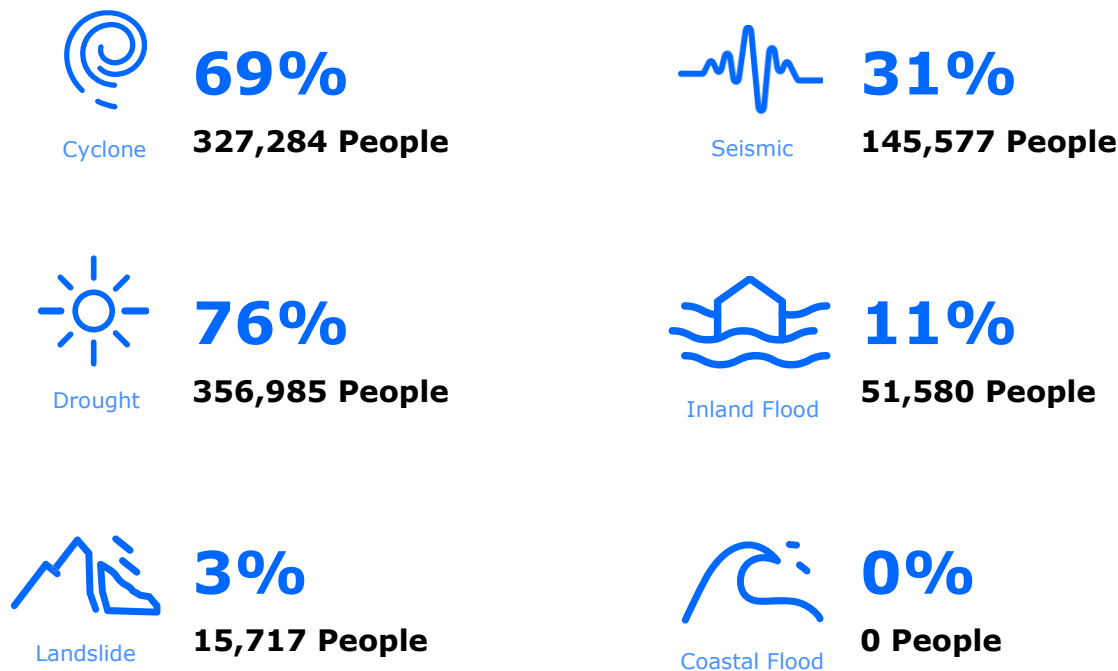 69%
327,284 People
Cyclone
31%
145,577 People
Seismic
76%
356,985 People
Drought
11%
51,580 People
Inland Flood
3%
15,717 People
Landslide
0%
0 People
Coastal Flood